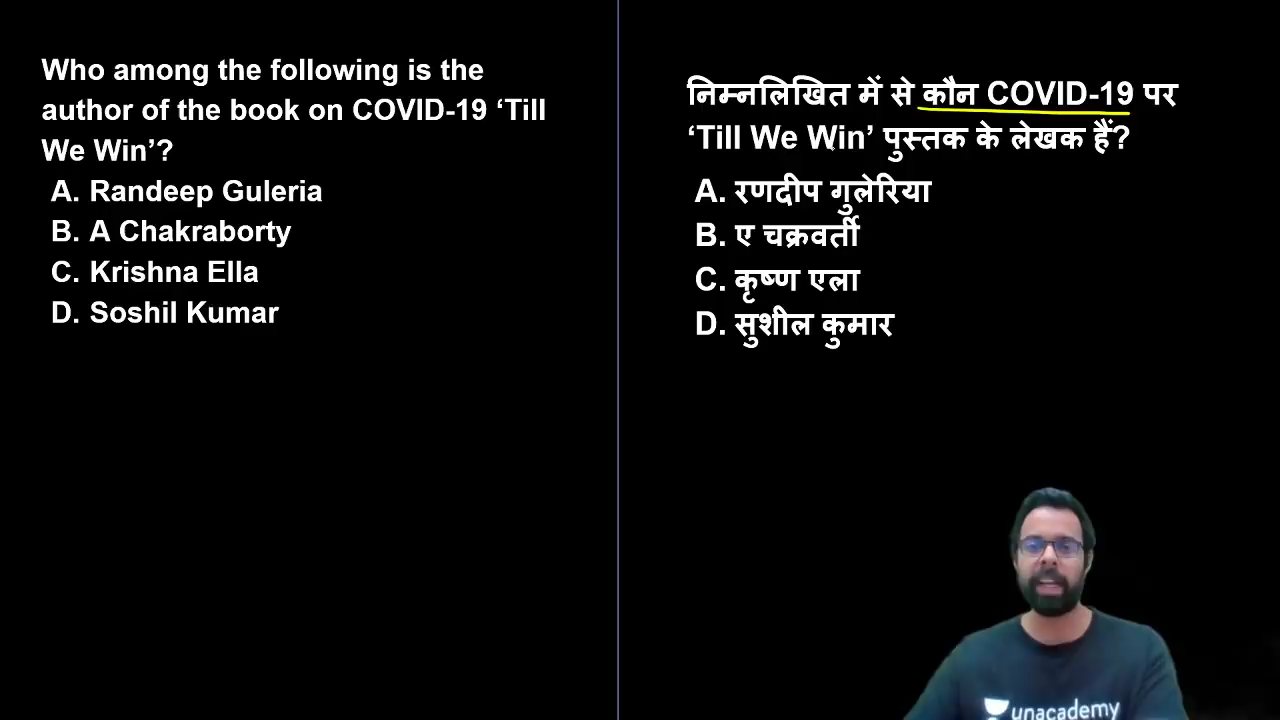 Who among the following is the
author of the book on COVID-19 ‘Till
We Win’?
A. Randeep Guleria
B. A Chakraborty
C. Krishna Ella
D. Soshil Kumar
निम्नलिखित में से कौन COVID-19 पर
‘Till We Win’ पुस्तक के लेखक हैं?
A. रणदीप गुलेरिया
B. ए चक्रवर्ती
C. कृष्ण एला
D. सुशील कुमार
unacademy